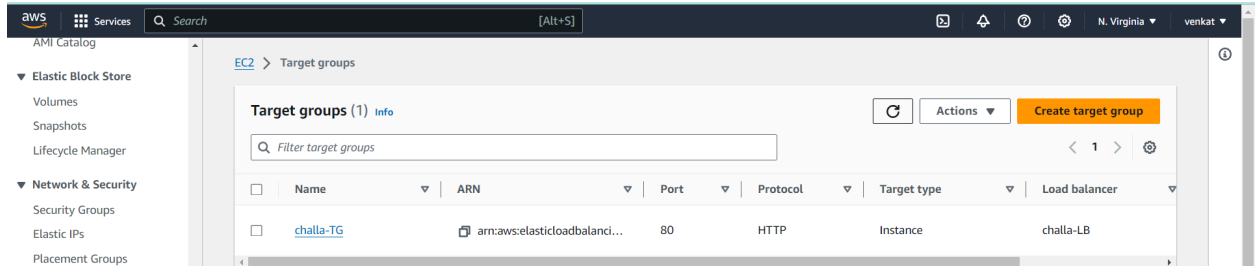 aws Services Search [Alt+S] N. Virginia venkat
AMI Catalog
Elastic Block Store
Volumes
Snapshots
Lifecycle Manager
Network & Security
Security Groups
Elastic IPs
Placement Groups
EC2 > Target groups
Target groups (1) Info
Actions
Create target group
Filter target groups
1
Name ARN Port Protocol Target type Load balancer
challa-TG arn:aws:elasticloadbalanci... 80 HTTP Instance challa-LB